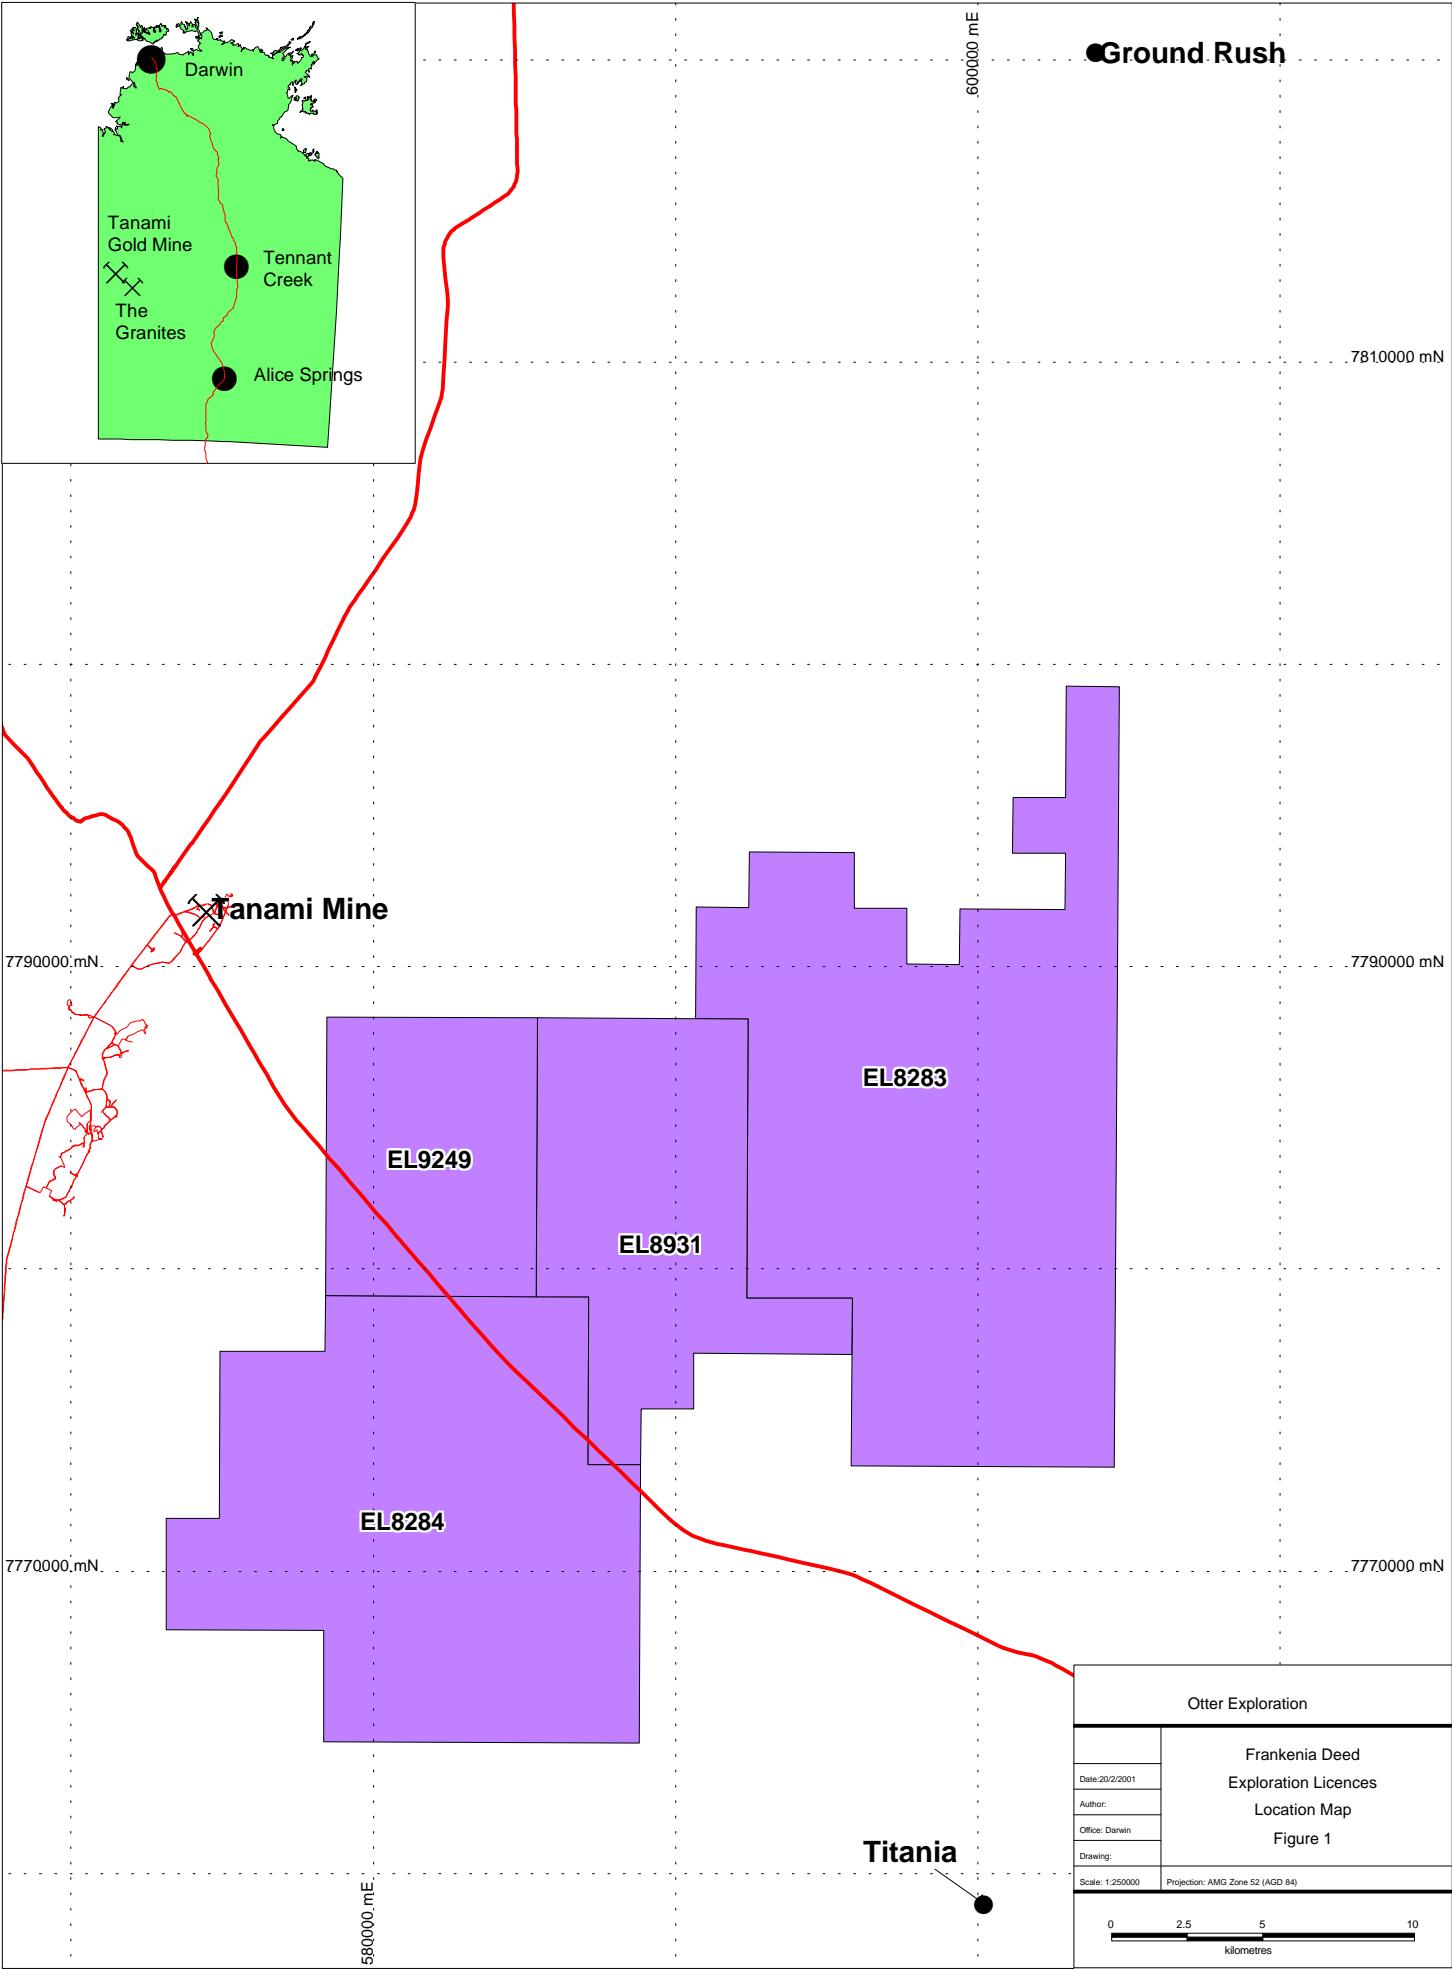 Darwin
Tanami
Gold Mine
Tennant
Creek
The
Granites
Alice Springs
600000 mE
Ground Rush
7810000 mN
Tanami Mine
7790000 mN
7790000 mN
EL8283
EL9249
EL8931
EL8284
7770000 mN
7770000 mN
Titania
580000 mE
Otter Exploration
Frankenia Deed
Exploration Licences
Location Map
Figure 1
Date:20/2/2001
Author:
Office: Darwin
Drawing:
Scale: 1:250000
Projection: AMG Zone 52 (AGD 84)
0 2.5 5 10
kilometres